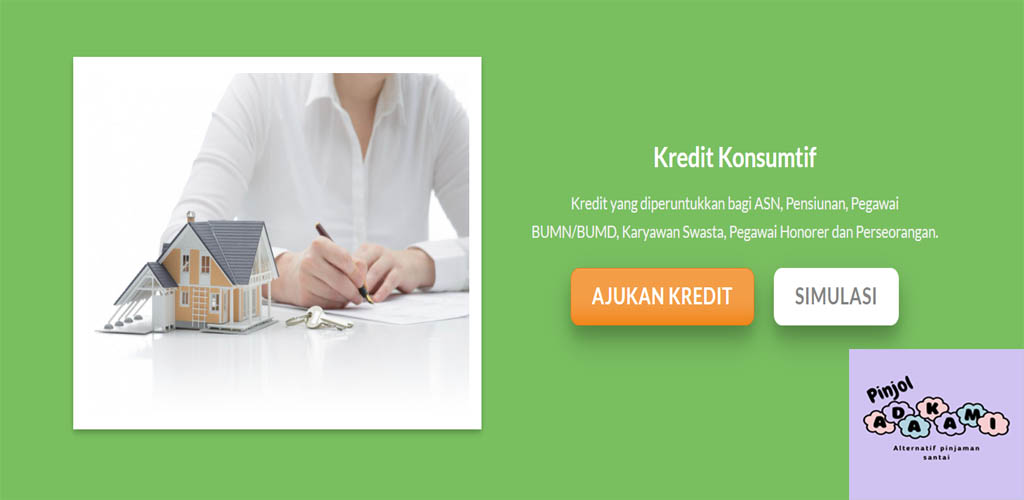 Kredit Konsumtif
Kredit yang diperuntukkan bagi ASN, Pensiunan, Pegawai
BUMN/BUMD, Karyawan Swasta, Pegawai Honorer dan Perseorangan.
AJUKAN KREDIT
SIMULASI
Pinjol
ADAKAMI
Alternatif pinjaman
santai